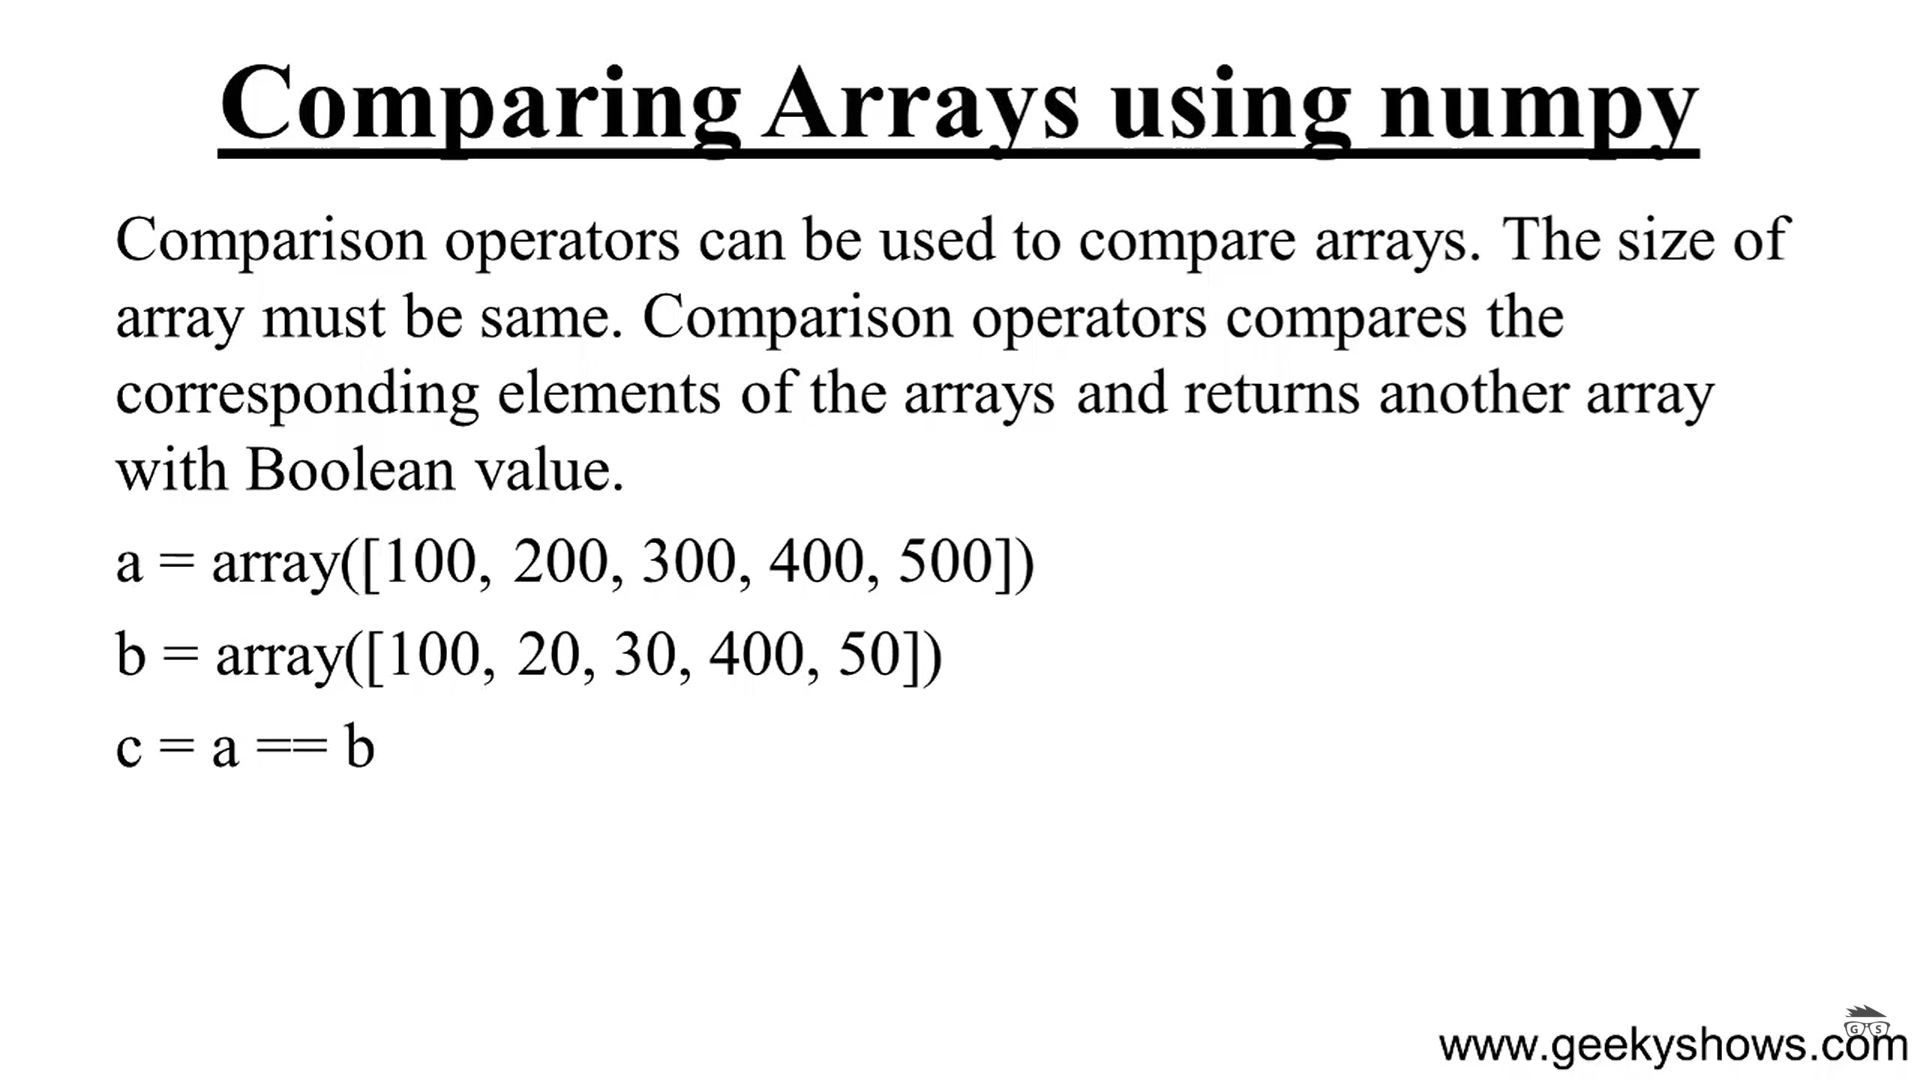 Comparing Arrays using numpy
Comparison operators can be used to compare arrays. The size of
array must be same. Comparison operators compares the
corresponding elements of the arrays and returns another array
with Boolean value.
a = array([100, 200, 300, 400, 500])
b = array([100, 20, 30, 400, 50])
c = a == b
G S
www.geekyshows.com